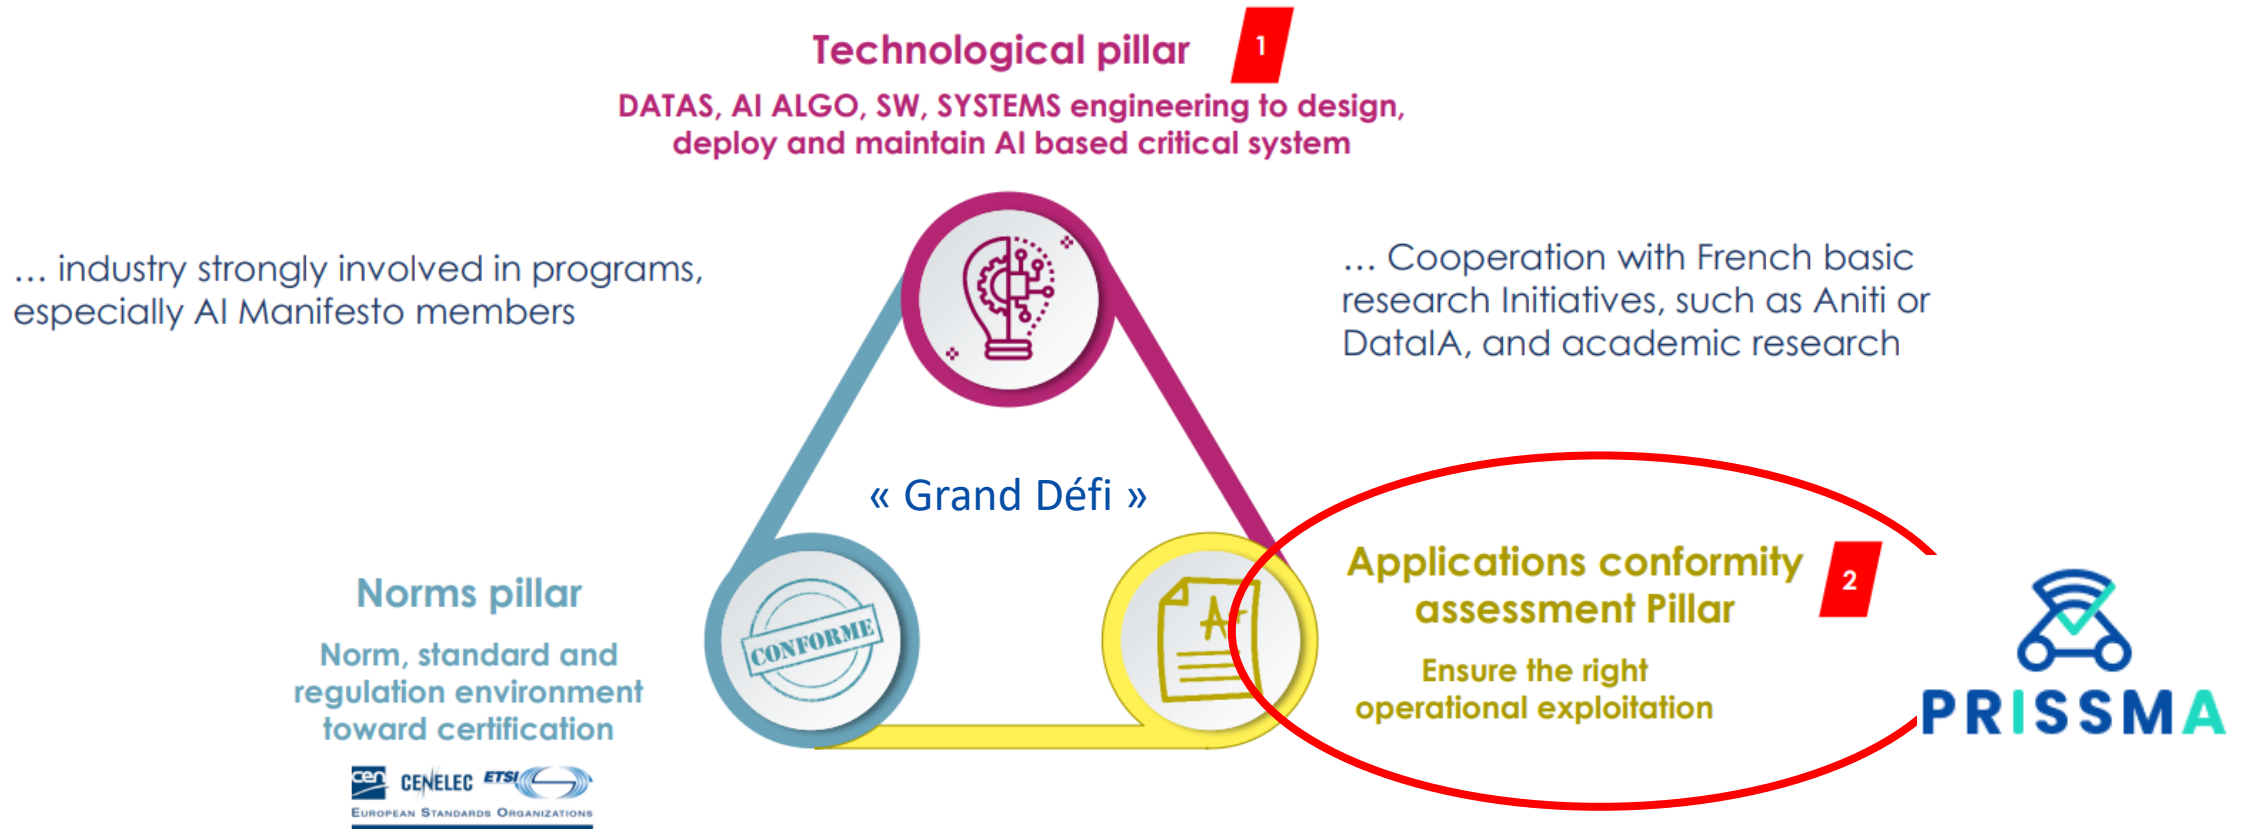 Technological pillar
1
DATAS, AI ALGO, SW, SYSTEMS engineering to design,
deploy and maintain AI based critical system
... industry strongly involved in programs,
especially AI Manifesto members
... Cooperation with French basic
research Initiatives, such as Aniti or
DataIA, and academic research
« Grand Défi »
Norms pillar
Norm, standard and
regulation environment
toward certification
CONFORME
A+
Applications conformity
assessment Pillar
2
Ensure the right
operational exploitation
PRISSMA
cen CENELEC ETSI
EUROPEAN STANDARDS ORGANIZATIONS